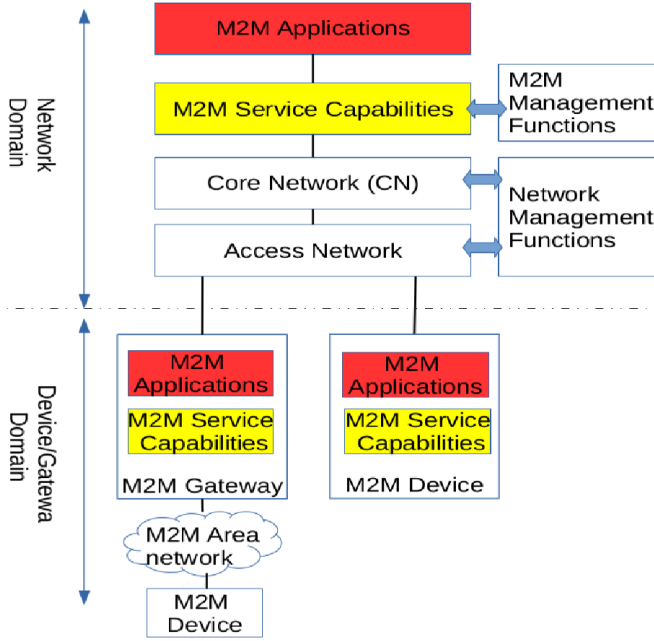 M2M Applications
M2M Service Capabilities
M2M
Management
Functions
Network
Domain
Core Network (CN)
Network
Management
Functions
Access Network
M2M
Applications
M2M Service
Capabilities
M2M Gateway
M2M
Applications
M2M Service
Capabilities
M2M Device
Device/Gatewa
Domain
M2M Area
network
M2M
Device